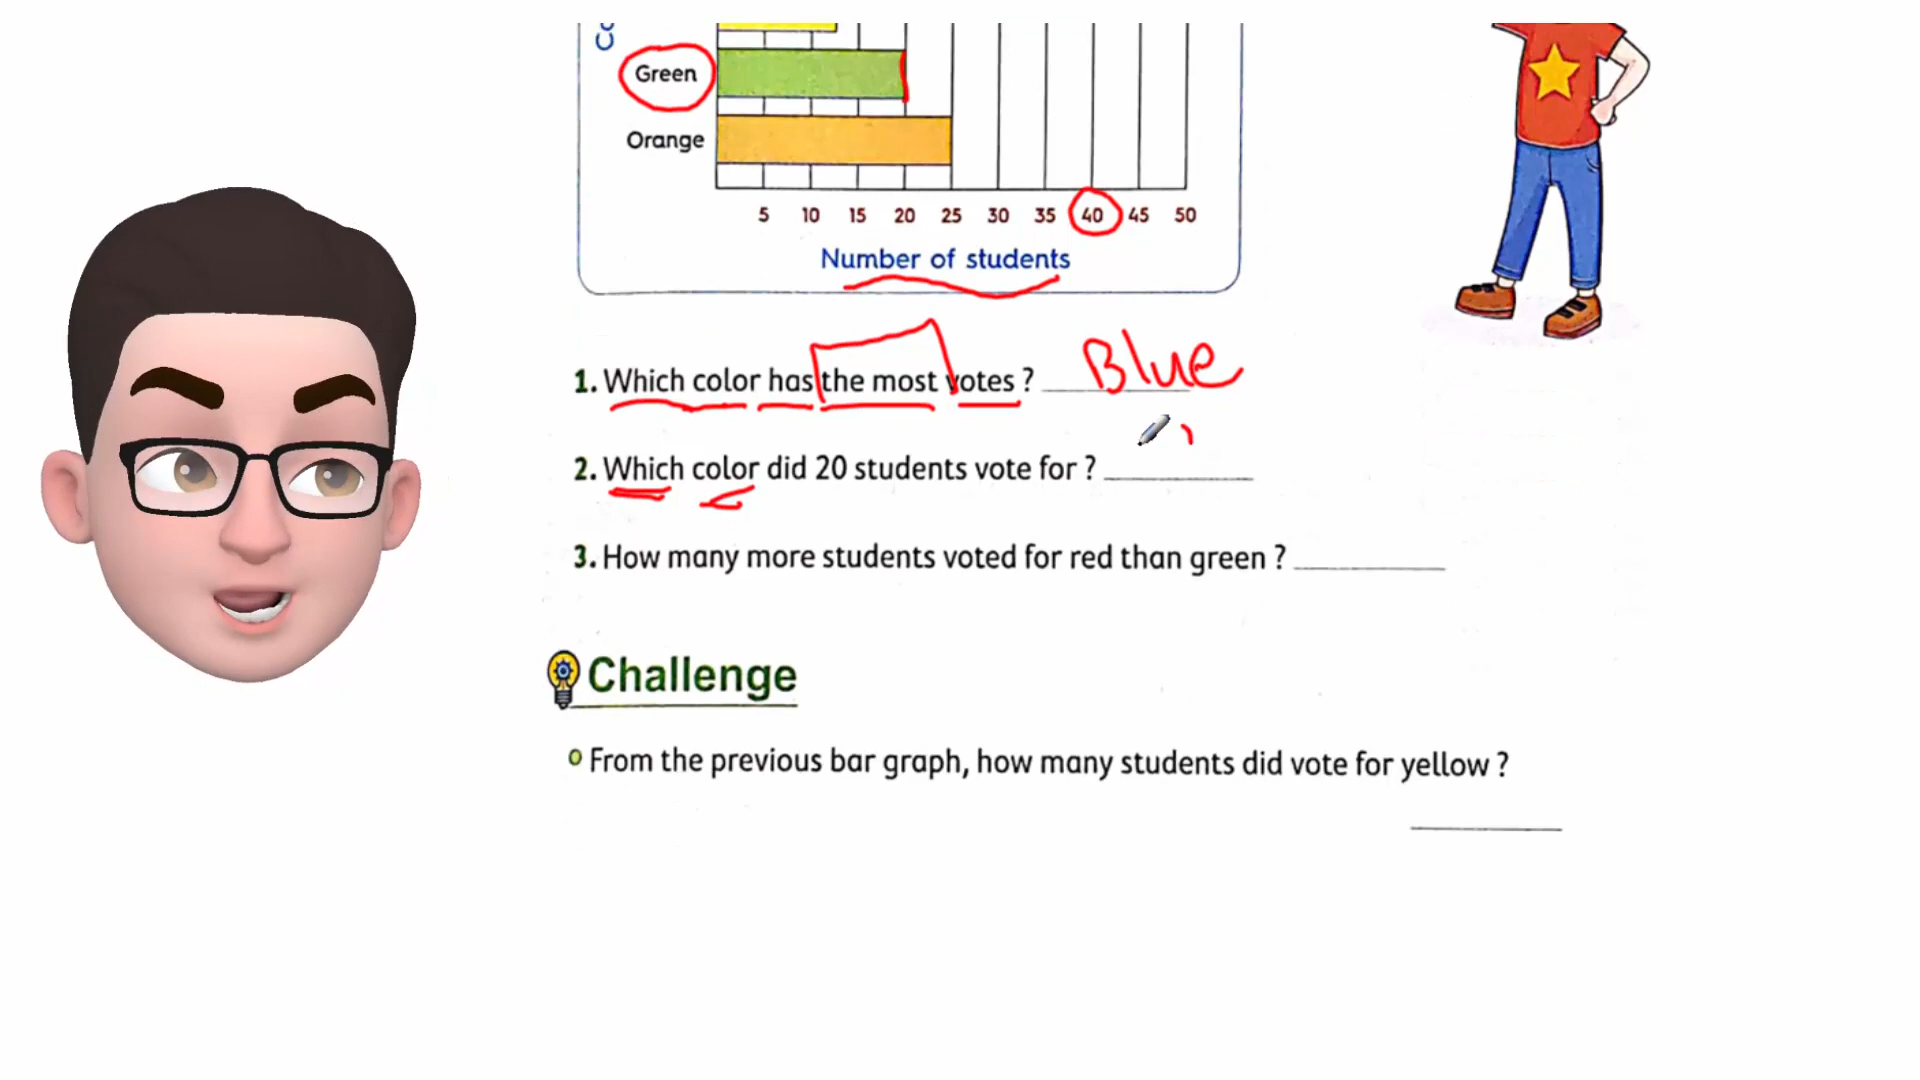 Green
Orange
5 10 15 20 25 30 35 40 45 50
Number of students
1. Which color has the most votes ? Blue
2. Which color did 20 students vote for ?
3. How many more students voted for red than green ?
Challenge
From the previous bar graph, how many students did vote for yellow ?